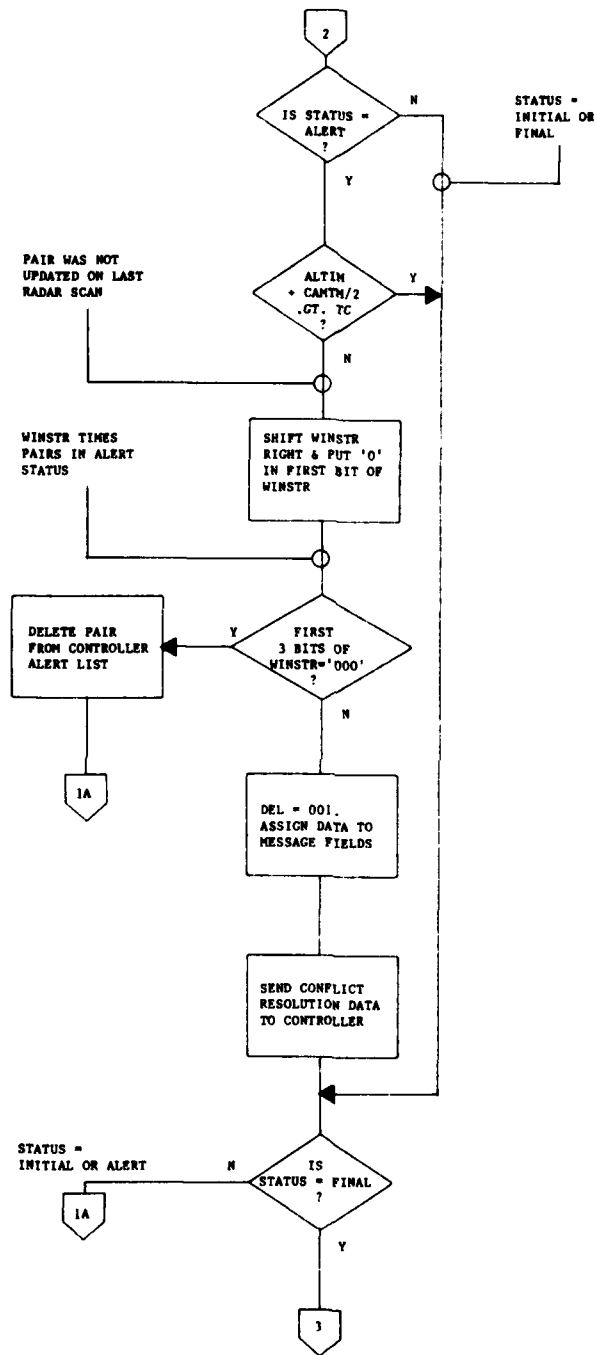 2
IS STATUS =
ALERT
?
N
Y
STATUS =
INITIAL OR
FINAL
PAIR WAS NOT
UPDATED ON LAST
RADAR SCAN
ALTIM
+ CAMTM/2
.GT. TC
?
Y
N
WINSTR TIMES
PAIRS IN ALERT
STATUS
SHIFT WINSTR
RIGHT & PUT '0'
IN FIRST BIT OF
WINSTR
DELETE PAIR
FROM CONTROLLER
ALERT LIST
Y
FIRST
3 BITS OF
WINSTR='000'
?
N
1A
DEL = 001.
ASSIGN DATA TO
MESSAGE FIELDS
SEND CONFLICT
RESOLUTION DATA
TO CONTROLLER
STATUS =
INITIAL OR ALERT
N
IS
STATUS = FINAL
?
1A
Y
3